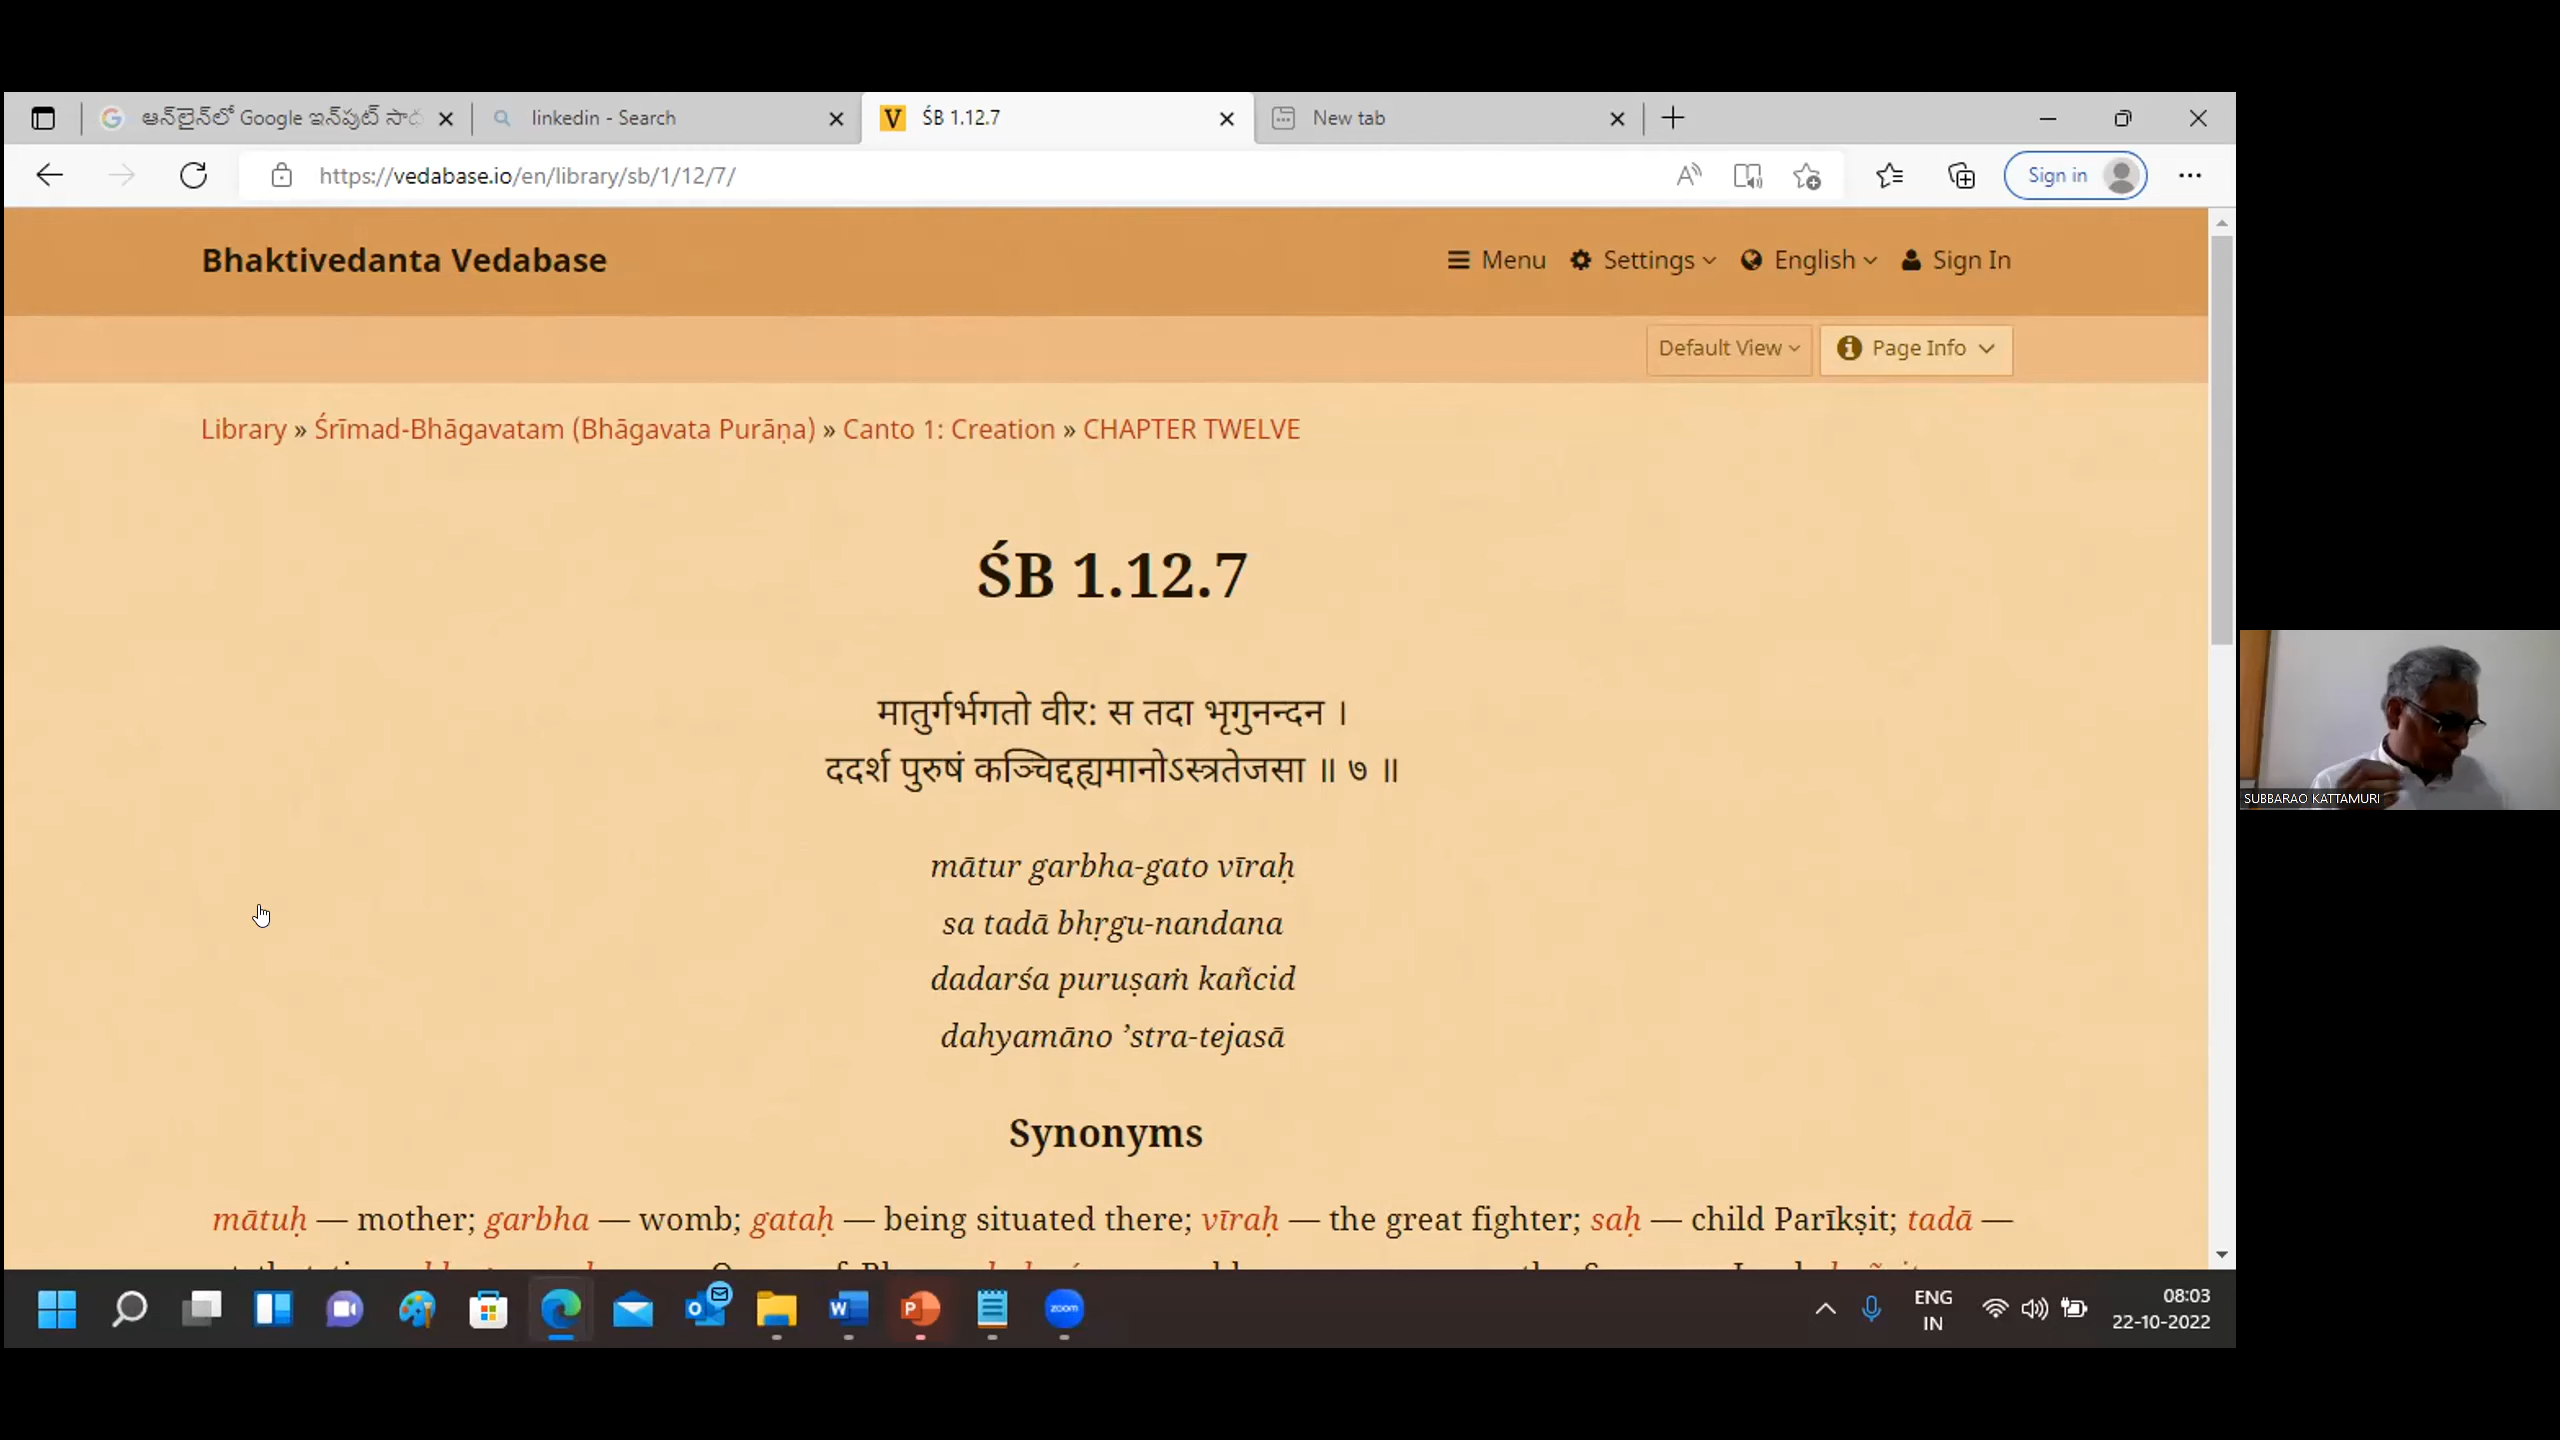 ఆన్‌లైన్‌లో Google ఇన్‌పుట్ సా
linkedin - Search
ŚB 1.12.7
New tab
https://vedabase.io/en/library/sb/1/12/7/
Sign in
Bhaktivedanta Vedabase
Menu
Settings
English
Sign In
Default View
Page Info
Library » Śrīmad-Bhāgavatam (Bhāgavata Purāṇa) » Canto 1: Creation » CHAPTER TWELVE
ŚB 1.12.7
मातुर्गर्भगतो वीर: स तदा भृगुनन्दन ।
ददर्श पुरुषं कञ्चिद्दह्यमानोऽस्त्रतेजसा ॥ ७ ॥
mātur garbha-gato vīraḥ
sa tadā bhṛgu-nandana
dadarśa puruṣaṁ kañcid
dahyamāno ’stra-tejasā
Synonyms
mātuḥ — mother; garbha — womb; gataḥ — being situated there; vīraḥ — the great fighter; saḥ — child Parīkṣit; tadā —
SUBBARAO KATTAMURI
zoom
ENG
IN
08:03
22-10-2022